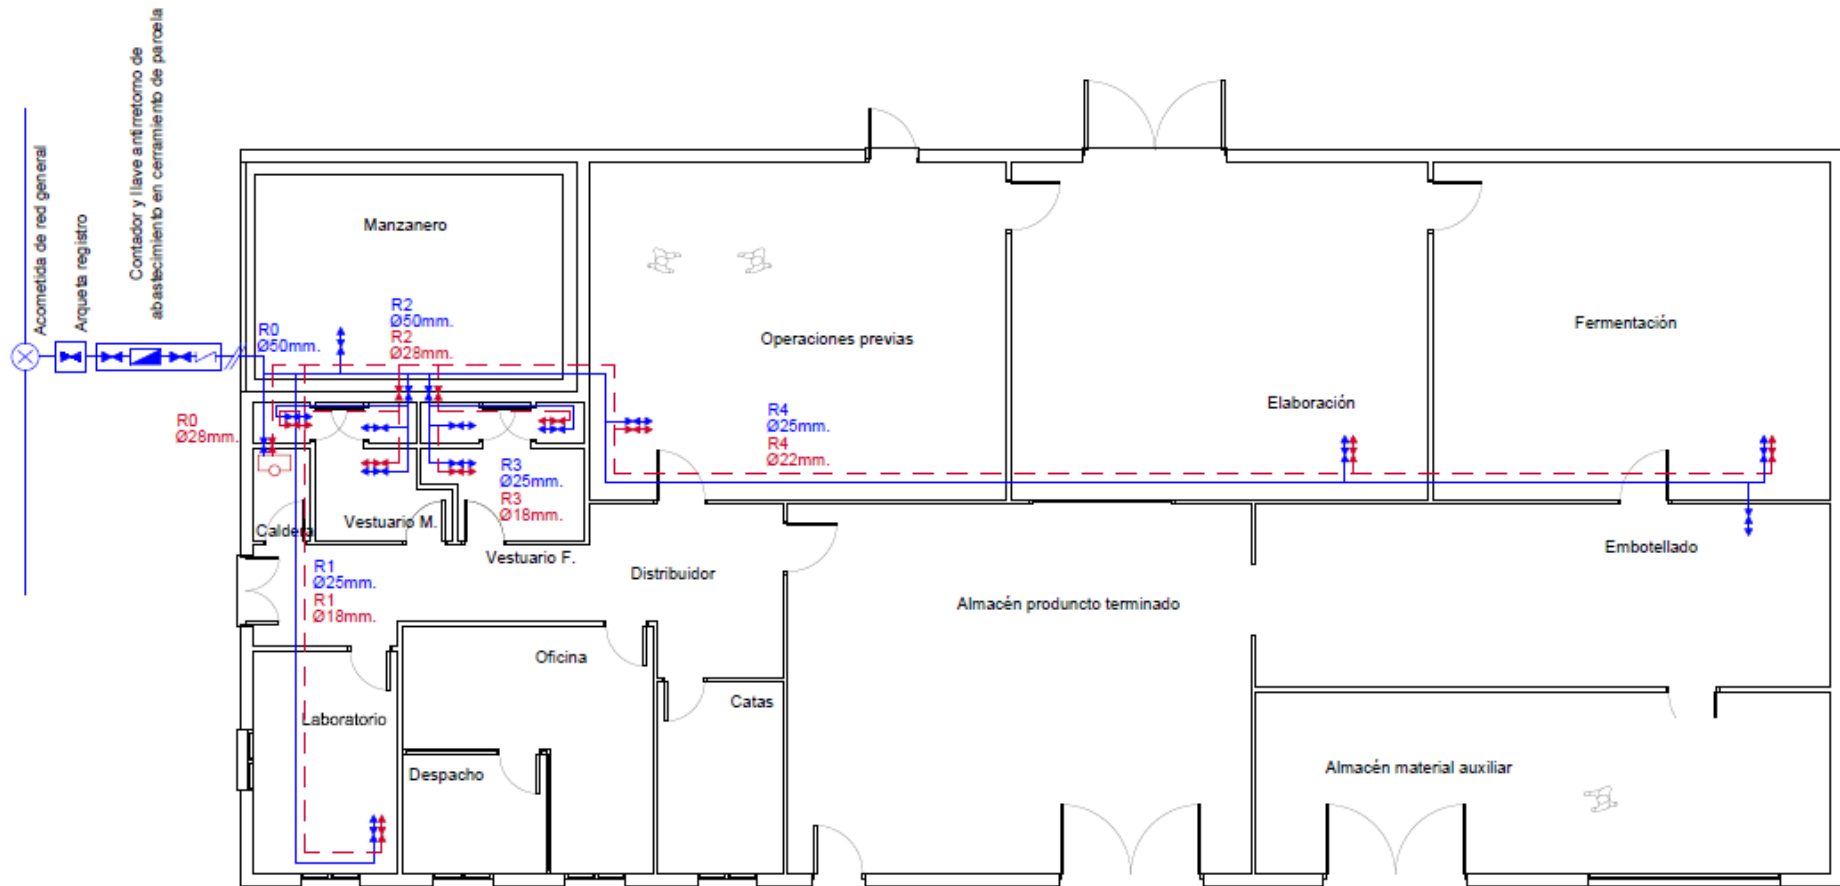 Acometida de red general
Arqueta registro
Contador y llave antirretorno de
abastecimiento en cerramiento de parcela
Manzanero
R0
Ø50mm.
R2
Ø50mm.
R2
Ø28mm.
Operaciones previas
Fermentación
Elaboración
R0
Ø28mm.
R4
Ø25mm.
R4
Ø22mm.
R3
Ø25mm.
R3
Ø18mm.
Caldera
Vestuario M.
Vestuario F.
R1
Ø25mm.
R1
Ø18mm.
Distribuidor
Embotellado
Almacén produncto terminado
Oficina
Catas
Laboratorio
Despacho
Almacén material auxiliar